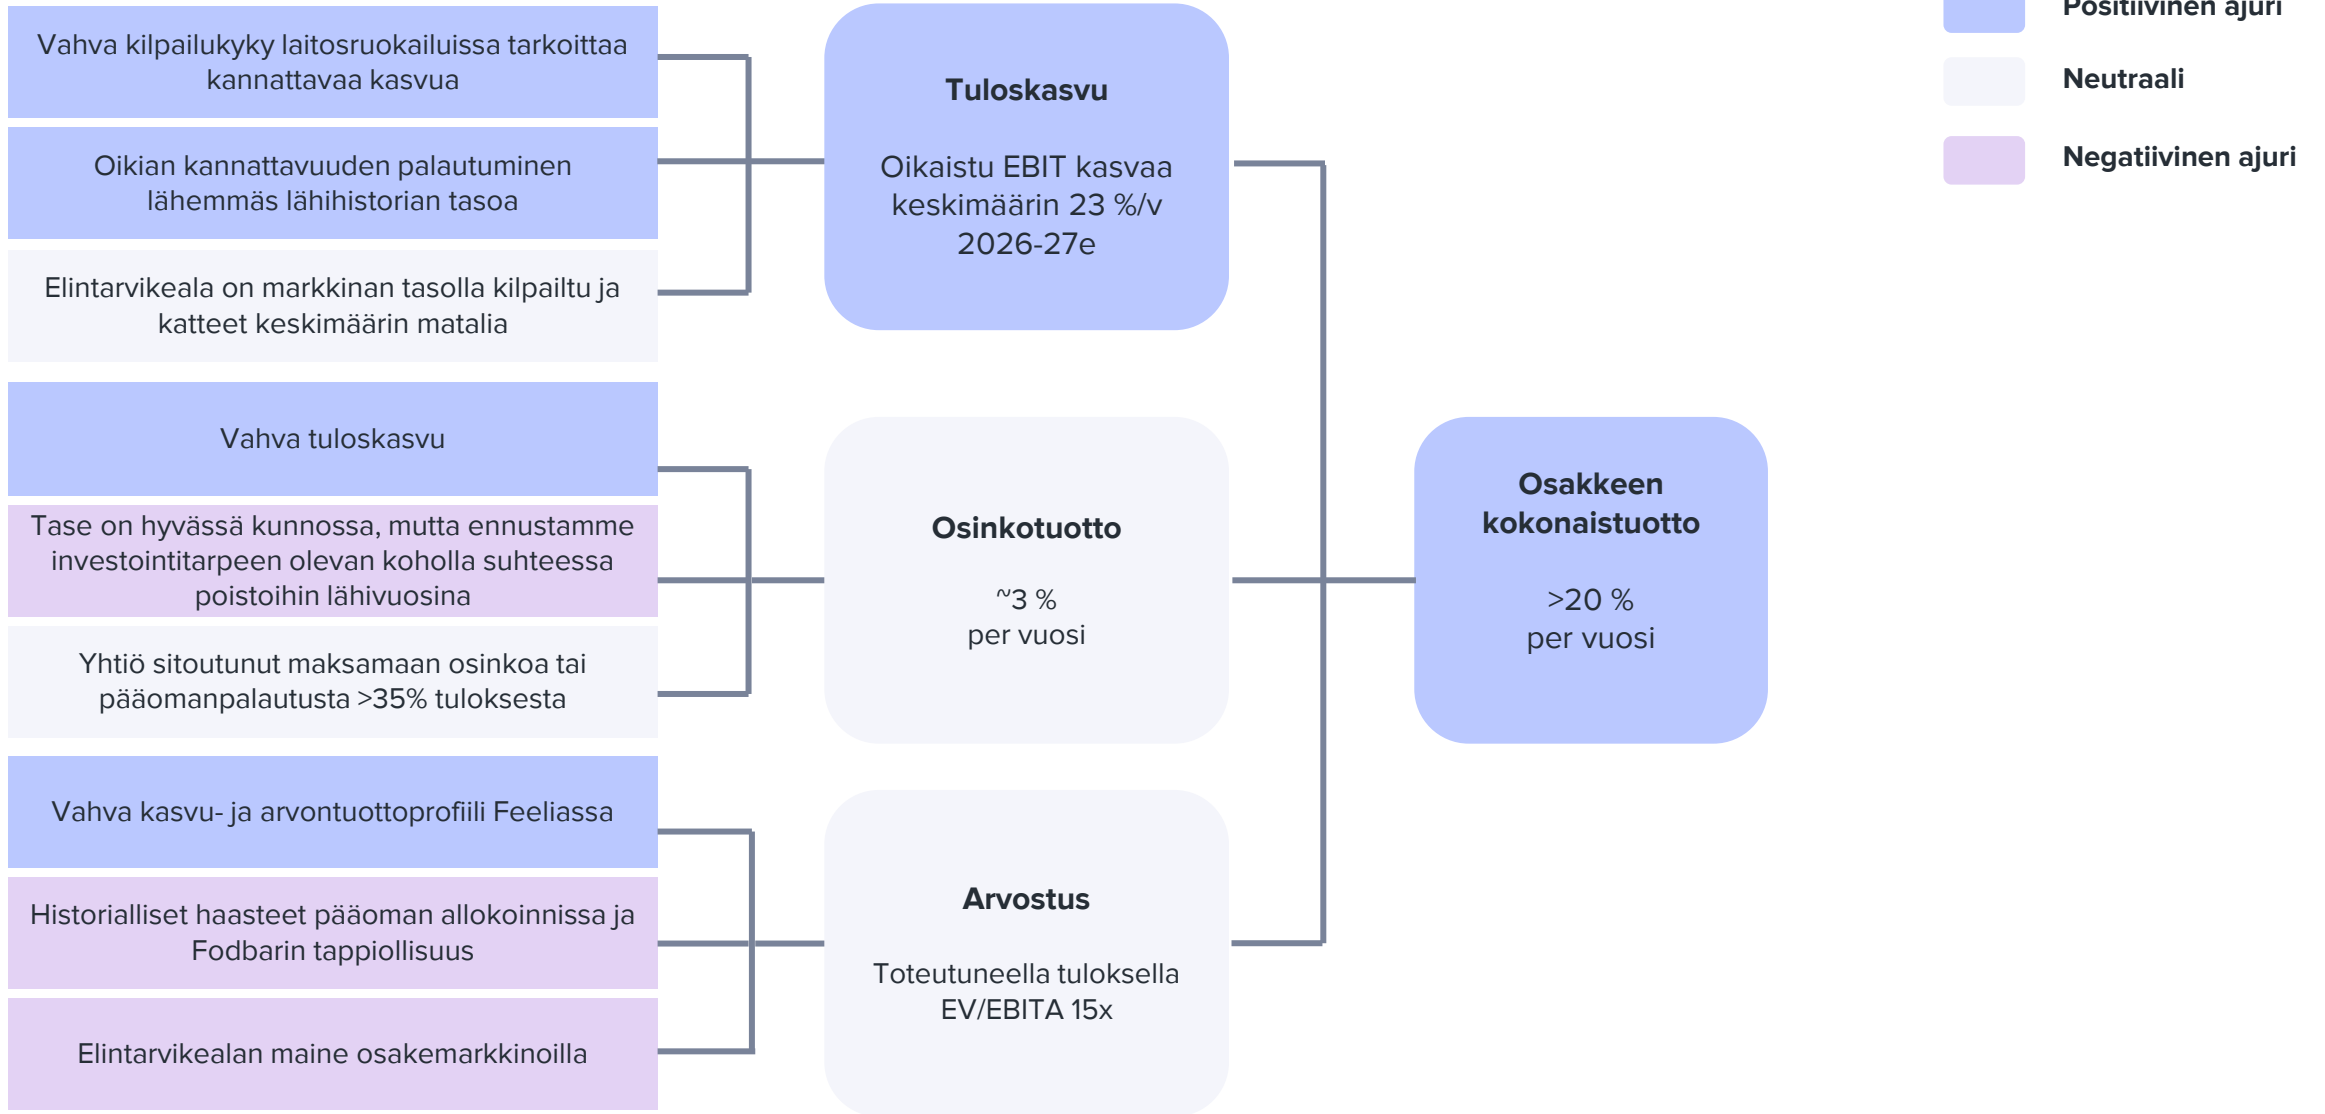 Vahva kilpailukyky laitosruokailuissa tarkoittaa
kannattavaa kasvua
Oikian kannattavuuden palautuminen
lähemmäs lähihistorian tasoa
Elintarvikeala on markkinan tasolla kilpailtu ja
katteet keskimäärin matalia
Tuloskasvu
Oikaistu EBIT kasvaa
keskimäärin 23 %/v
2026-27e
Positiivinen ajuri
Neutraali
Negatiivinen ajuri
Vahva tuloskasvu
Tase on hyvässä kunnossa, mutta ennustamme
investointitarpeen olevan koholla suhteessa
poistoihin lähivuosina
Yhtiö sitoutunut maksamaan osinkoa tai
pääomanpalautusta >35% tuloksesta
Osinkotuotto
~3 %
per vuosi
Osakkeen
kokonaistuotto
>20 %
per vuosi
Vahva kasvu- ja arvontuottoprofiili Feeliassa
Historialliset haasteet pääoman allokoinnissa ja
Fodbarin tappiollisuus
Elintarvikealan maine osakemarkkinoilla
Arvostus
Toteutuneella tuloksella
EV/EBITA 15x